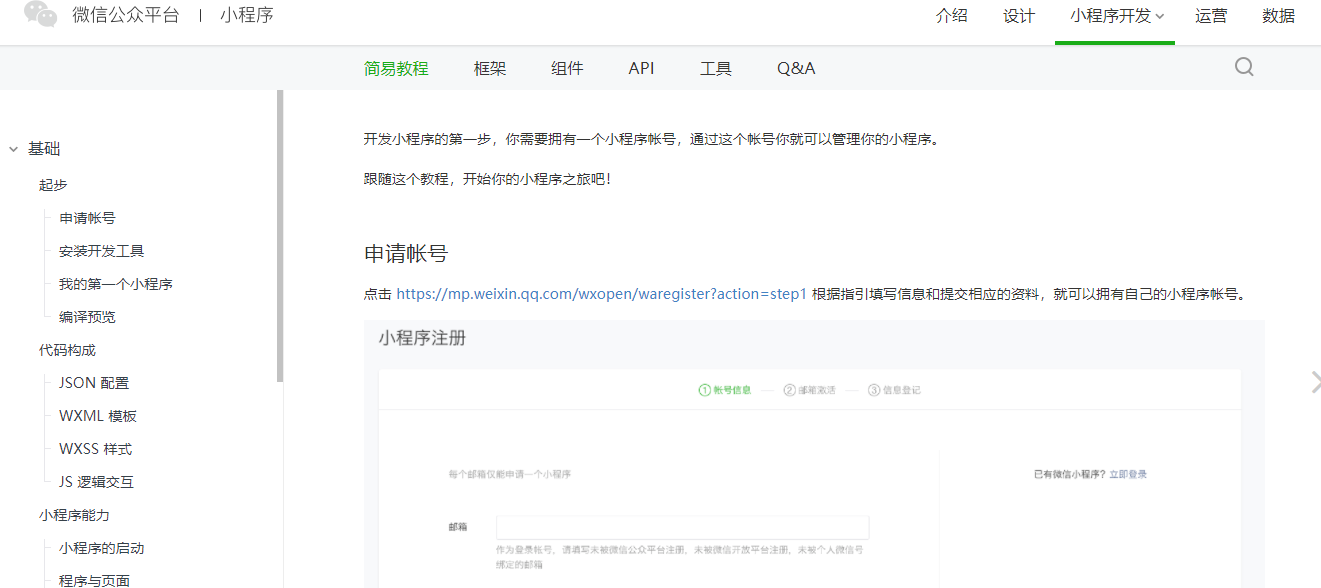 微信公众平台 | 小程序
介绍 设计 小程序开发 运营 数据
简易教程 框架 组件 API 工具 Q&A
基础
起步
申请帐号
安装开发工具
我的第一个小程序
编译预览
代码构成
JSON 配置
WXML 模板
WXSS 样式
JS 逻辑交互
小程序能力
小程序的启动
程序与页面
开发小程序的第一步，你需要拥有一个小程序帐号，通过这个帐号你就可以管理你的小程序。
跟随这个教程，开始你的小程序之旅吧！
申请帐号
点击 https://mp.weixin.qq.com/wxopen/waregister?action=step1 根据指引填写信息和提交相应的资料，就可以拥有自己的小程序帐号。
小程序注册
① 帐号信息 ② 邮箱激活 ③ 信息登记
每个邮箱仅能申请一个小程序
已有微信小程序？立即登录
邮箱
作为登录帐号，请填写未被微信公众平台注册，未被微信开放平台注册，未被个人微信号
绑定的邮箱